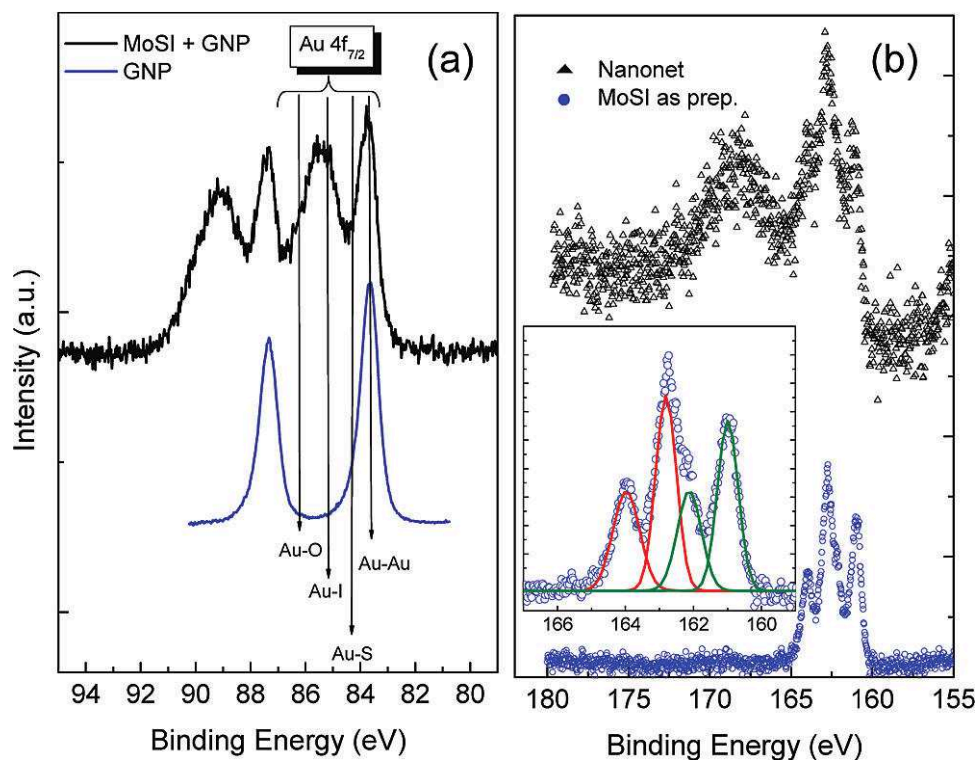 MoSI + GNP
GNP
Au 4f7/2
(a)
Au-O
Au-I
Au-Au
Au-S
94 92 90 88 86 84 82 80
Binding Energy (eV)
Intensity (a.u.)
(b)
Nanonet
MoSI as prep.
166 164 162 160
180 175 170 165 160 155
Binding Energy (eV)